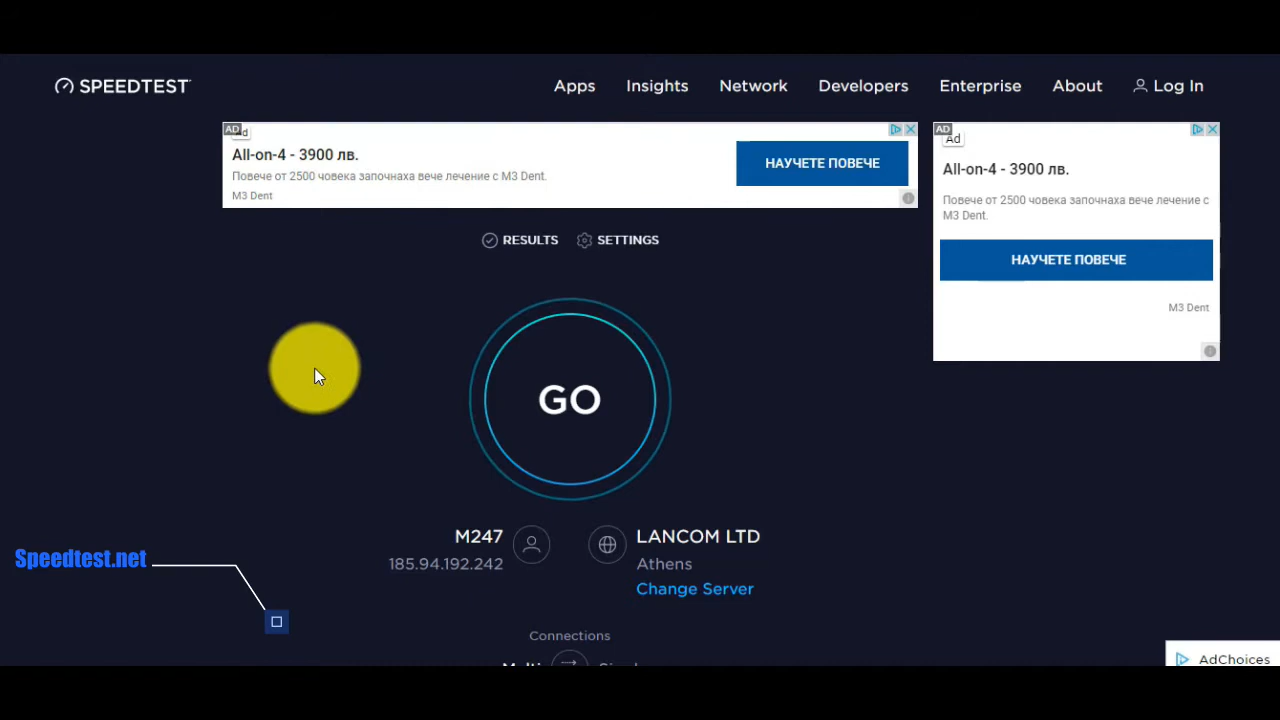 SPEEDTEST
Apps Insights Network Developers Enterprise About Log In
AD
Ad
All-on-4 - 3900 лв.
Повече от 2500 човека започнаха вече лечение с М3 Dent.
M3 Dent
НАУЧЕТЕ ПОВЕЧЕ
AD
Ad
All-on-4 - 3900 лв.
Повече от 2500 човека започнаха вече лечение с
М3 Dent.
НАУЧЕТЕ ПОВЕЧЕ
M3 Dent
RESULTS SETTINGS
GO
M247
185.94.192.242
LANCOM LTD
Athens
Change Server
Speedtest.net
Connections
AdChoices